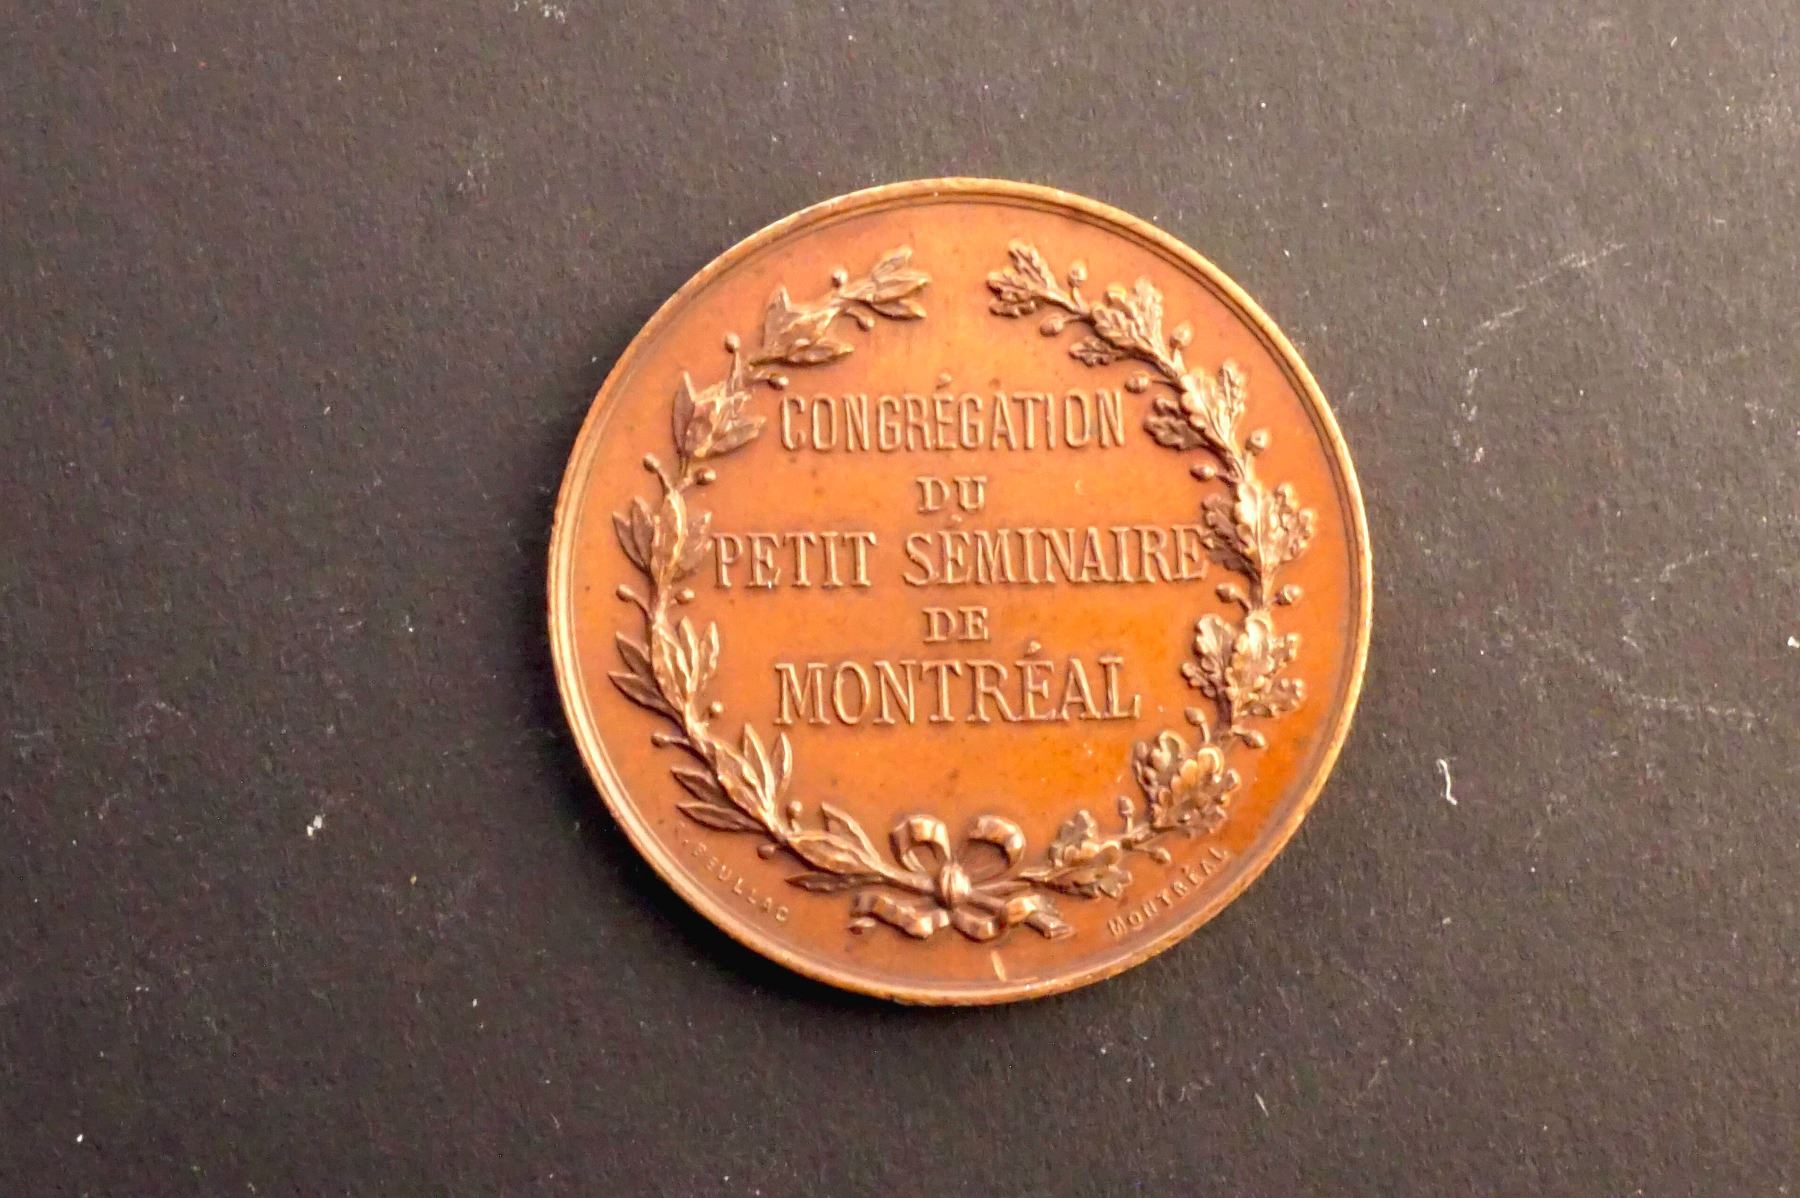 CONGRÉGATION
DU
PETIT SÉMINAIRE
DE
MONTRÉAL
MONTRÉAL